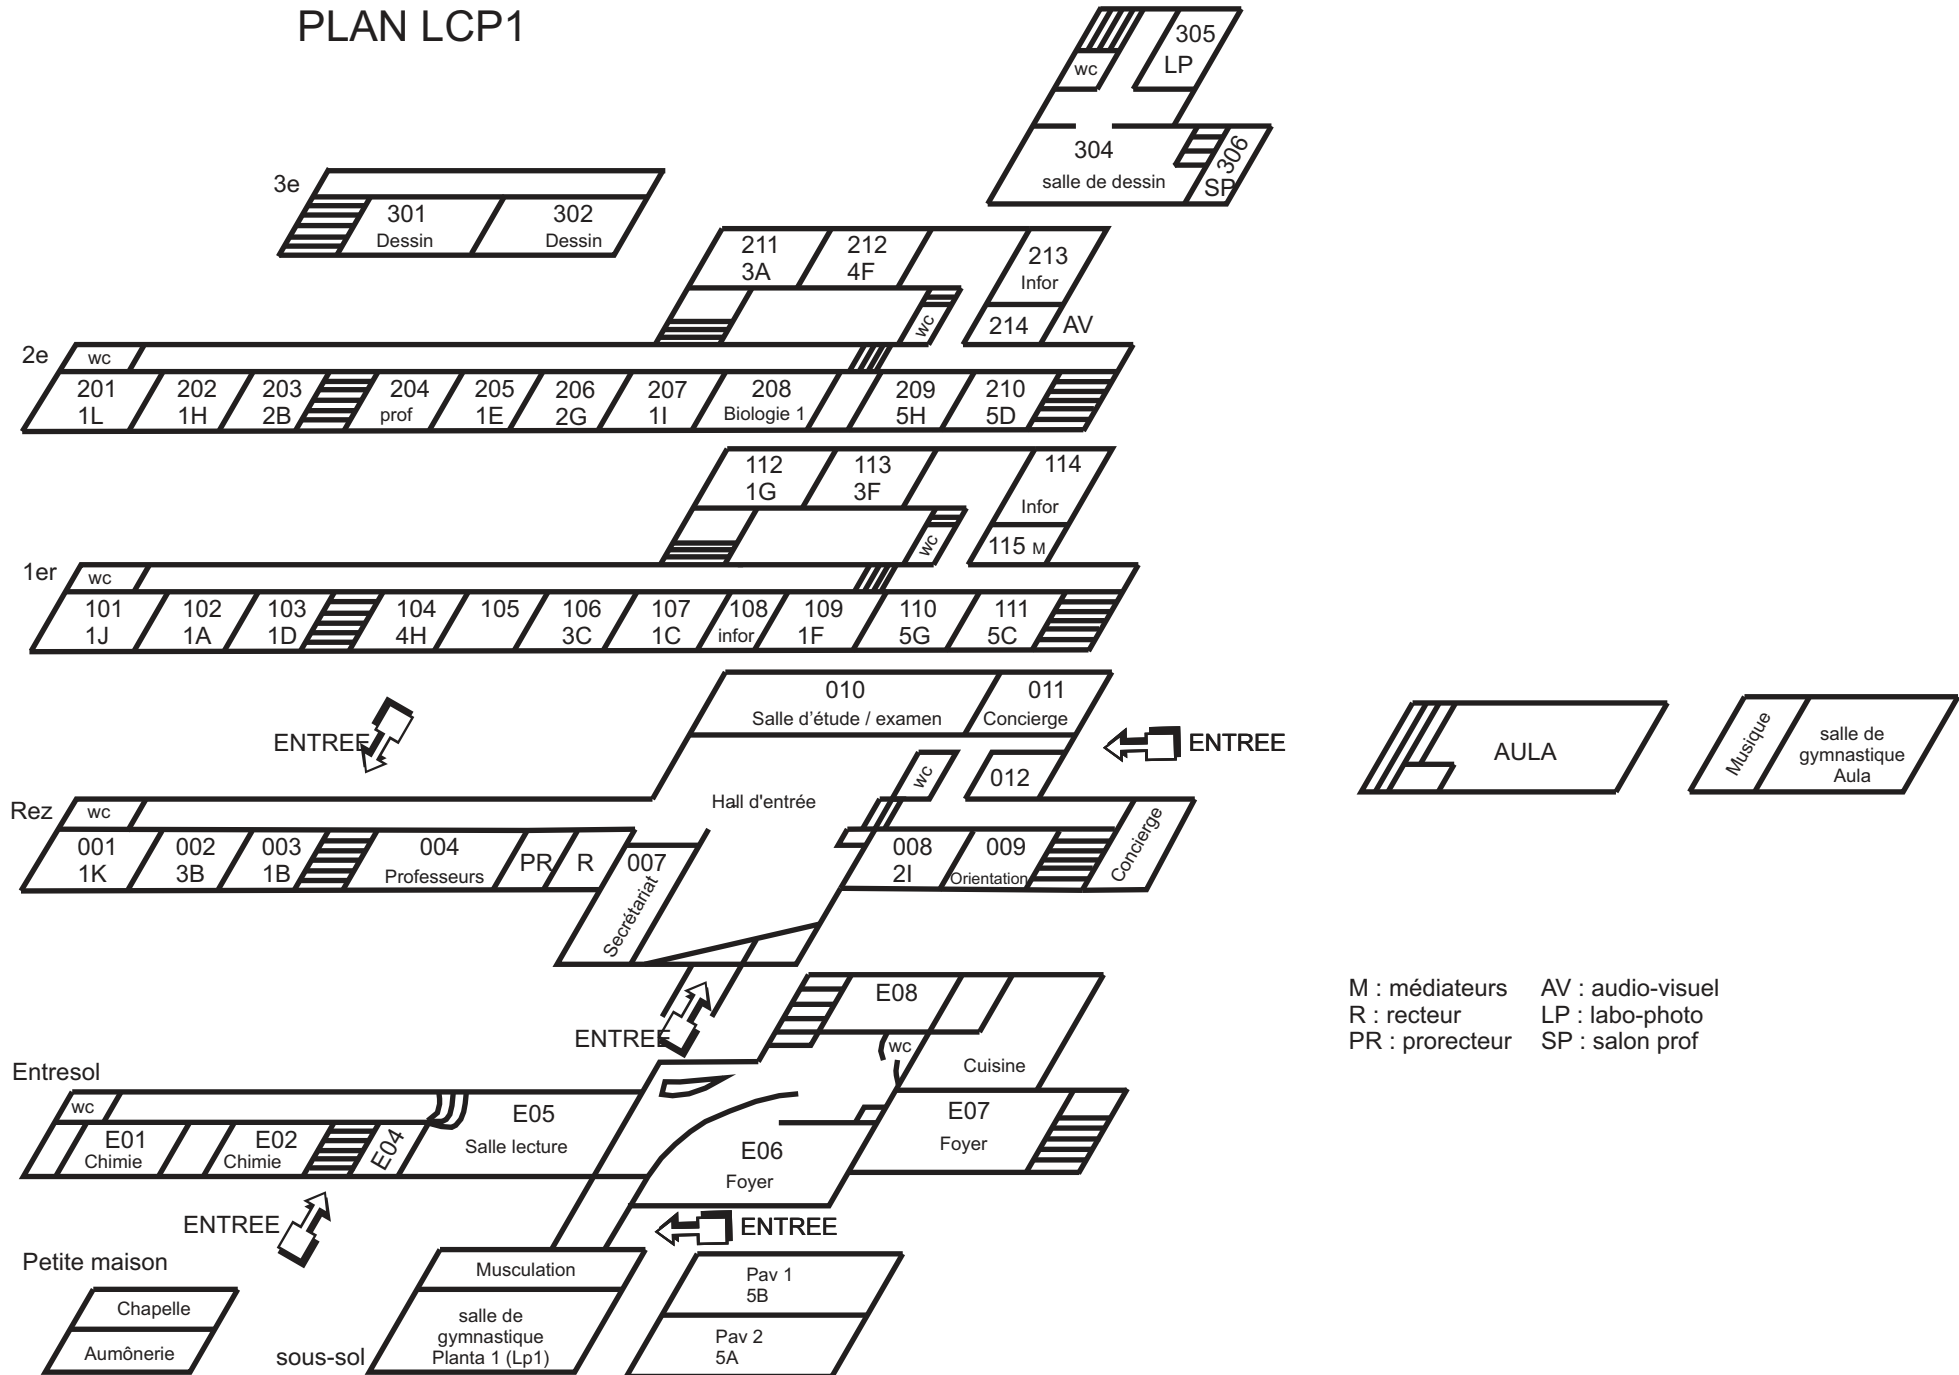 PLAN LCP1
305
LP
wc
304
salle de dessin
306
SP
3e
301
Dessin
302
Dessin
211
3A
212
4F
213
Infor
214
AV
wc
2e
wc
201
1L
202
1H
203
2B
204
prof
205
1E
206
2G
207
1I
208
Biologie 1
209
5H
210
5D
112
1G
113
3F
114
Infor
115 M
wc
1er
wc
101
1J
102
1A
103
1D
104
4H
105
106
3C
107
1C
108
infor
109
1F
110
5G
111
5C
010
Salle d'étude / examen
011
Concierge
ENTREE
ENTREE
wc
012
Hall d'entrée
AULA
Musique
salle de
gymnastique
Aula
Rez
wc
001
1K
002
3B
003
1B
004
Professeurs
PR
R
007
Secrétariat
008
2I
009
Orientation
Concierge
ENTREE
M : médiateurs
R : recteur
PR : prorecteur
AV : audio-visuel
LP : labo-photo
SP : salon prof
Entresol
E08
wc
Cuisine
wc
E01
Chimie
E02
Chimie
E04
E05
Salle lecture
E06
Foyer
E07
Foyer
ENTREE
ENTREE
Petite maison
Chapelle
Aumônerie
sous-sol
Musculation
salle de
gymnastique
Planta 1 (Lp1)
Pav 1
5B
Pav 2
5A